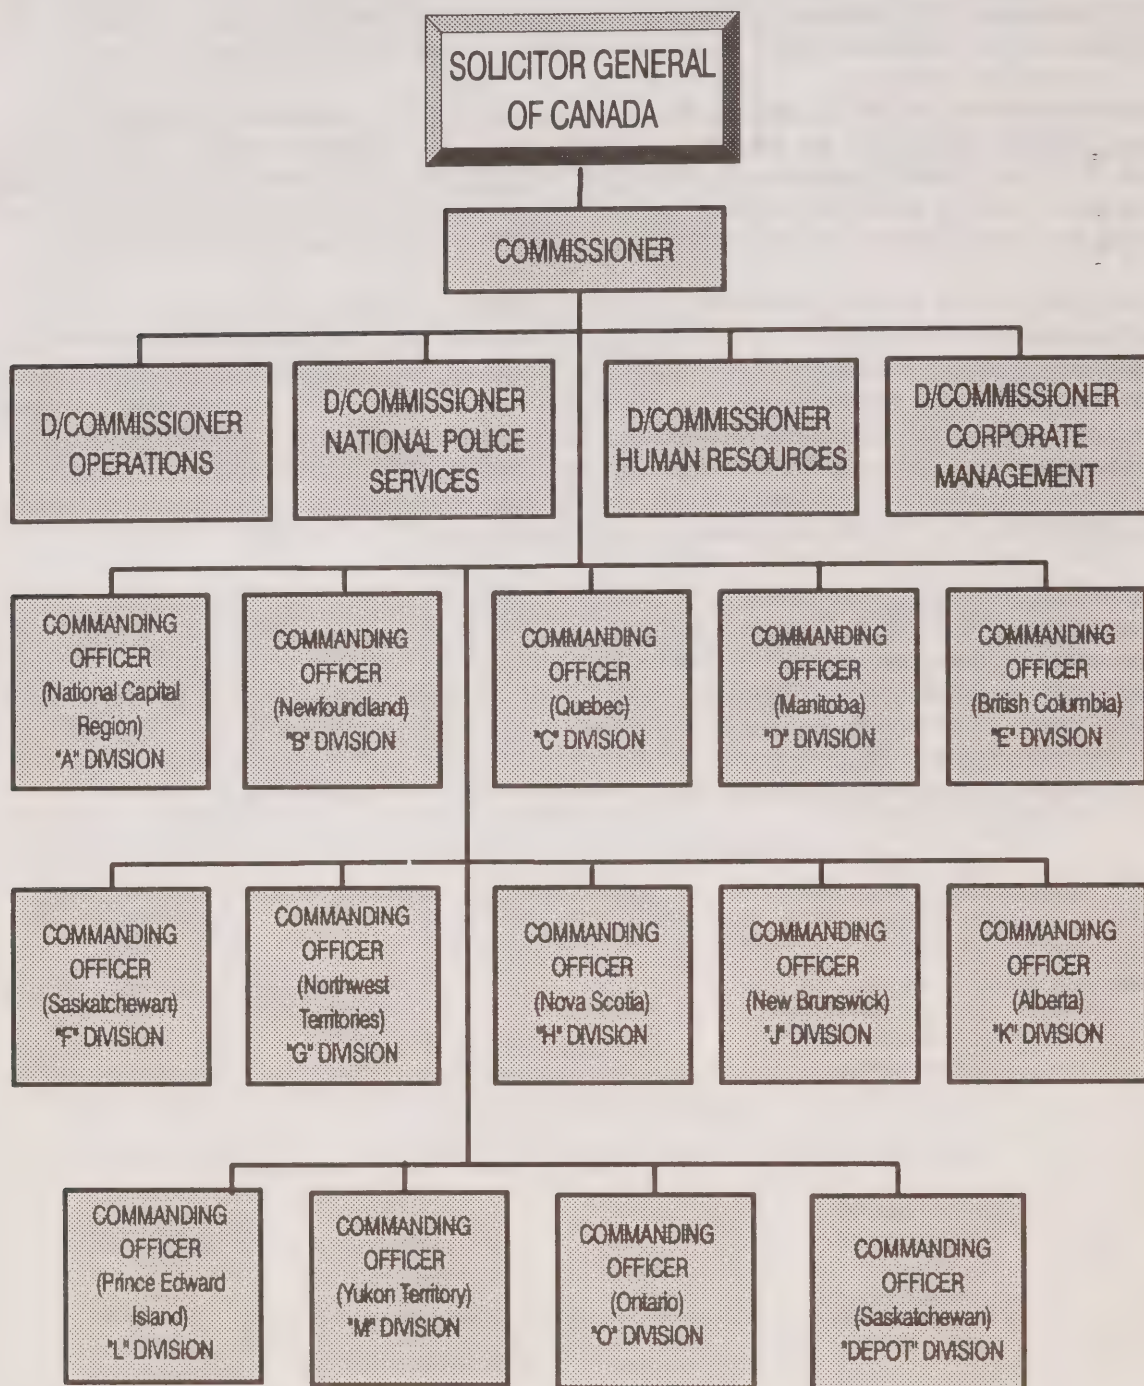 SOLICITOR GENERAL
OF CANADA
COMMISSIONER
D/COMMISSIONER
OPERATIONS
D/COMMISSIONER
NATIONAL POLICE
SERVICES
D/COMMISSIONER
HUMAN RESOURCES
D/COMMISSIONER
CORPORATE
MANAGEMENT
COMMANDING
OFFICER
(National Capital
Region)
"A" DIVISION
COMMANDING
OFFICER
(Newfoundland)
"B" DIVISION
COMMANDING
OFFICER
(Quebec)
"C" DIVISION
COMMANDING
OFFICER
(Manitoba)
"D" DIVISION
COMMANDING
OFFICER
(British Columbia)
"E" DIVISION
COMMANDING
OFFICER
(Saskatchewan)
"F" DIVISION
COMMANDING
OFFICER
(Northwest
Territories)
"G" DIVISION
COMMANDING
OFFICER
(Nova Scotia)
"H" DIVISION
COMMANDING
OFFICER
(New Brunswick)
"J" DIVISION
COMMANDING
OFFICER
(Alberta)
"K" DIVISION
COMMANDING
OFFICER
(Prince Edward
Island)
"L" DIVISION
COMMANDING
OFFICER
(Yukon Territory)
"M" DIVISION
COMMANDING
OFFICER
(Ontario)
"O" DIVISION
COMMANDING
OFFICER
(Saskatchewan)
"DEPOT" DIVISION